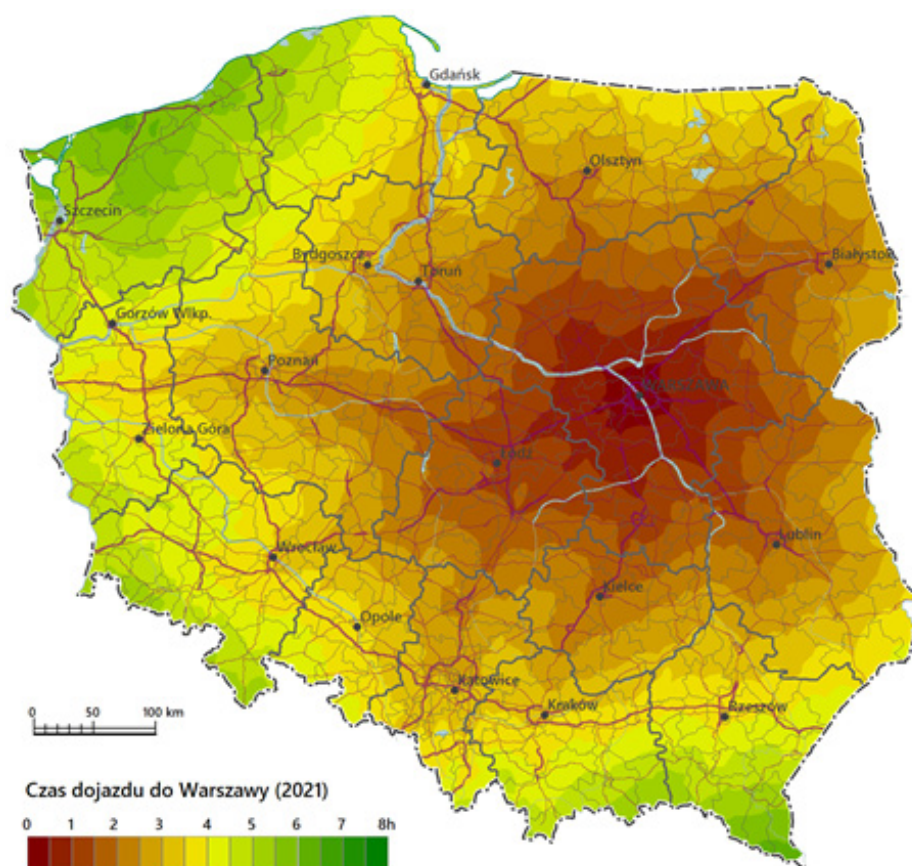 Gdańsk
Olsztyn
Szczecin
Bydgoszcz
Toruń
Białystok
Gorzów Wlkp.
Poznań
WARSZAWA
Zielona Góra
Łódź
Wrocław
Lublin
Kielce
Opole
Katowice
Kraków
Rzeszów
0 50 100 km
Czas dojazdu do Warszawy (2021)
0 1 2 3 4 5 6 7 8h